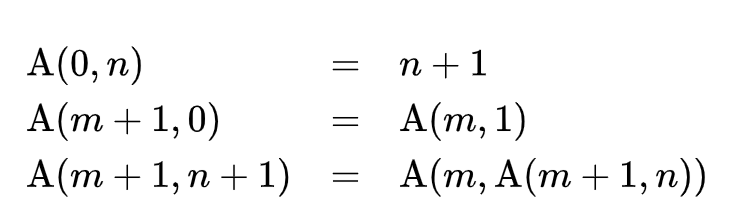 A(0, n) = n + 1
A(m + 1, 0) = A(m, 1)
A(m + 1, n + 1) = A(m, A(m + 1, n))